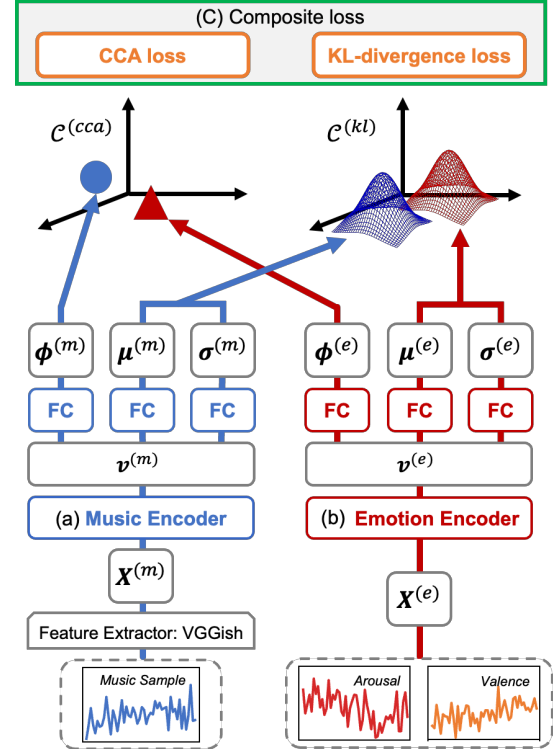 (C) Composite loss
CCA loss KL-divergence loss
𝒞^(cca) 𝒞^(kl)
ϕ^(m) μ^(m) σ^(m) ϕ^(e) μ^(e) σ^(e)
FC FC FC FC FC FC
v^(m) v^(e)
(a) Music Encoder (b) Emotion Encoder
X^(m) X^(e)
Feature Extractor: VGGish
Music Sample Arousal Valence